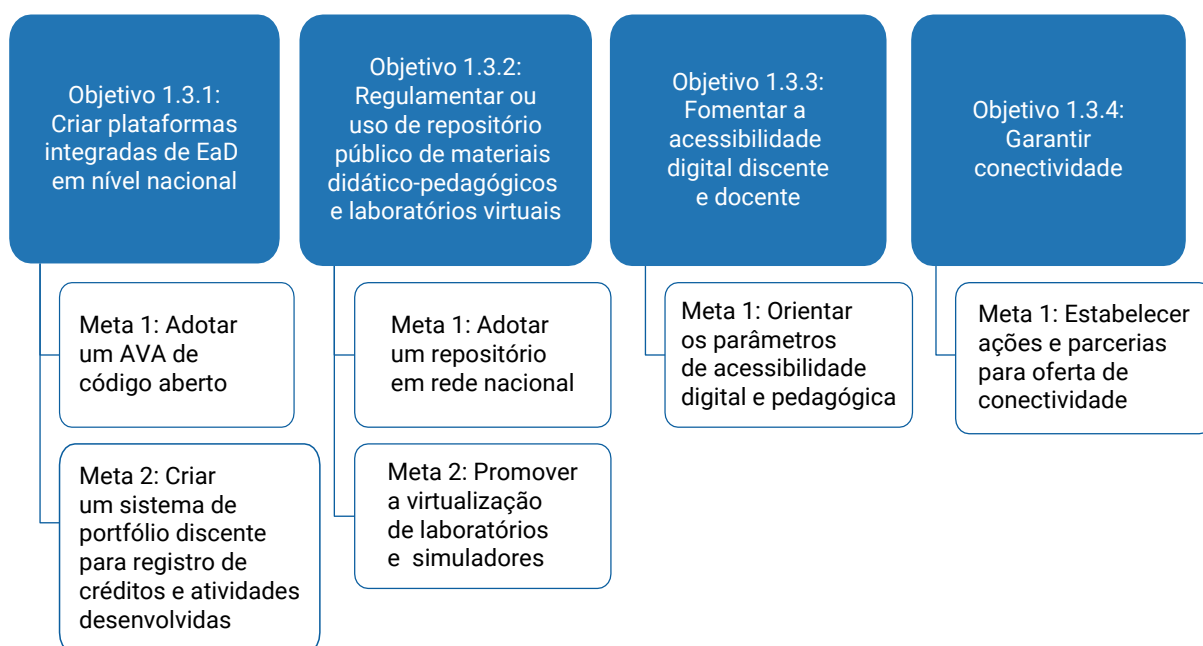 Objetivo 1.3.1:
Criar plataformas
integradas de EaD
em nível nacional
Meta 1: Adotar
um AVA de
código aberto
Meta 2: Criar
um sistema de
portfólio discente
para registro de
créditos e atividades
desenvolvidas
Objetivo 1.3.2:
Regulamentar ou
uso de repositório
público de materiais
didático-pedagógicos
e laboratórios virtuais
Meta 1: Adotar
um repositório
em rede nacional
Meta 2: Promover
a virtualização
de laboratórios
e simuladores
Objetivo 1.3.3:
Fomentar a
acessibilidade
digital discente
e docente
Meta 1: Orientar
os parâmetros
de acessibilidade
digital e pedagógica
Objetivo 1.3.4:
Garantir
conectividade
Meta 1: Estabelecer
ações e parcerias
para oferta de
conectividade